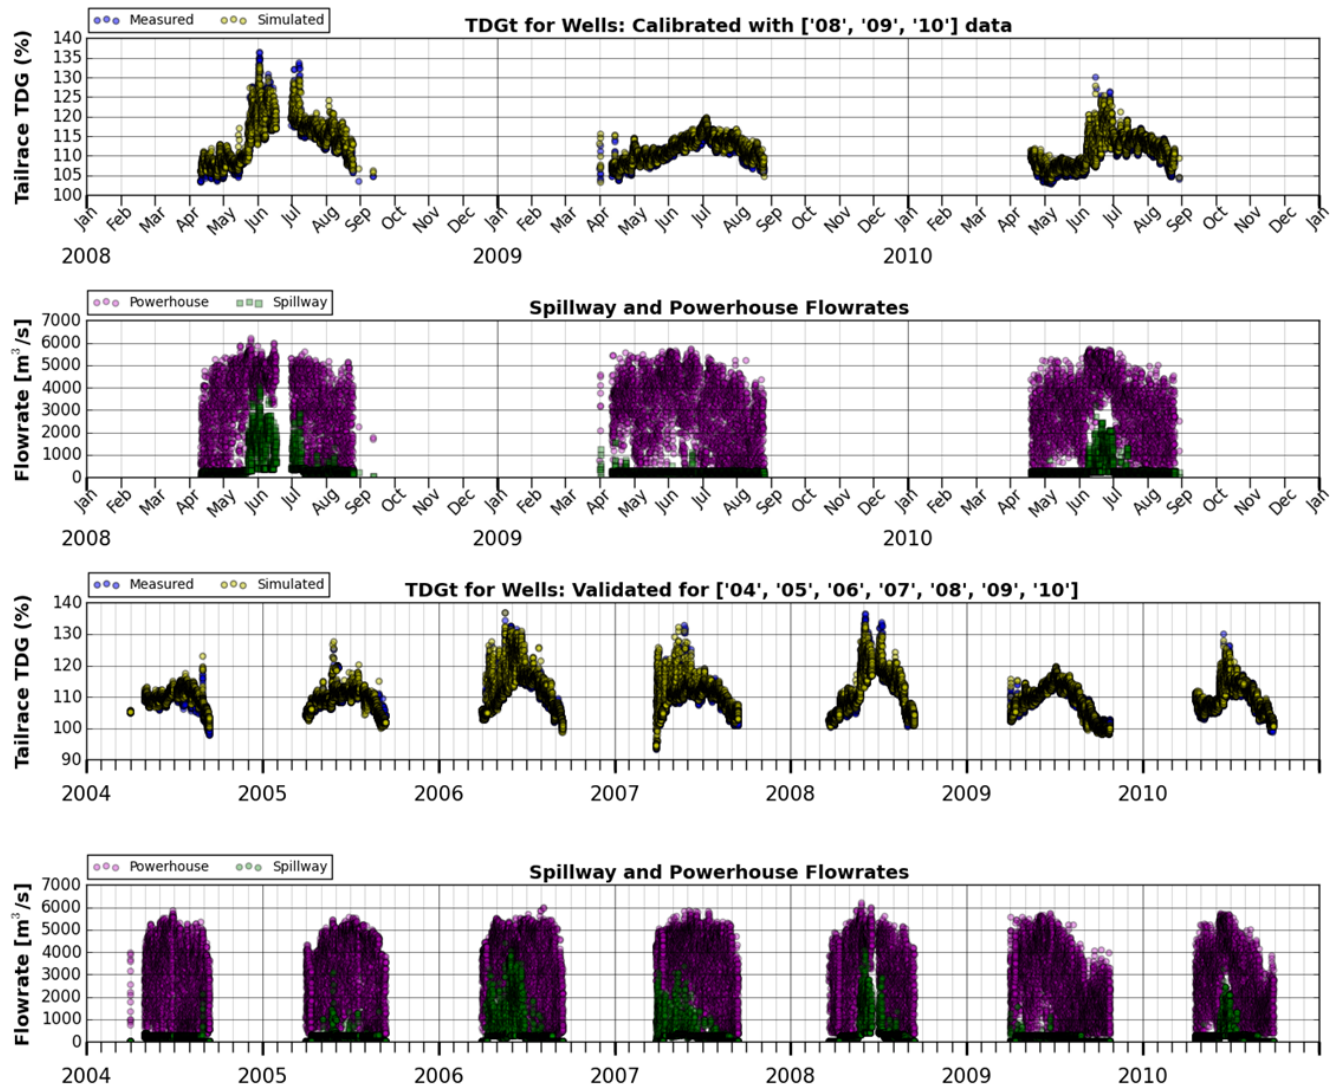 Measured Simulated
TDGt for Wells: Calibrated with ['08', '09', '10'] data
Tailrace TDG (%)
140
135
130
125
120
115
110
105
100
Jan Feb Mar Apr May Jun Jul Aug Sep Oct Nov Dec Jan Feb Mar Apr May Jun Jul Aug Sep Oct Nov Dec Jan Feb Mar Apr May Jun Jul Aug Sep Oct Nov Dec Jan
2008 2009 2010
Powerhouse Spillway
Spillway and Powerhouse Flowrates
Flowrate [m³/s]
7000
6000
5000
4000
3000
2000
1000
0
Jan Feb Mar Apr May Jun Jul Aug Sep Oct Nov Dec Jan Feb Mar Apr May Jun Jul Aug Sep Oct Nov Dec Jan Feb Mar Apr May Jun Jul Aug Sep Oct Nov Dec Jan
2008 2009 2010
Measured Simulated
TDGt for Wells: Validated for ['04', '05', '06', '07', '08', '09', '10']
Tailrace TDG (%)
140
130
120
110
100
90
2004 2005 2006 2007 2008 2009 2010
Powerhouse Spillway
Spillway and Powerhouse Flowrates
Flowrate [m³/s]
7000
6000
5000
4000
3000
2000
1000
0
2004 2005 2006 2007 2008 2009 2010